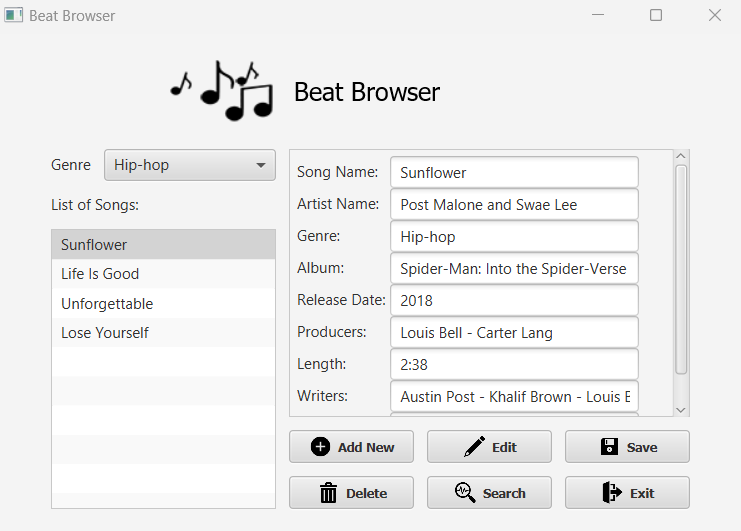 Beat Browser
Beat Browser
Genre Hip-hop
List of Songs:
Sunflower
Life Is Good
Unforgettable
Lose Yourself
Song Name: Sunflower
Artist Name: Post Malone and Swae Lee
Genre: Hip-hop
Album: Spider-Man: Into the Spider-Verse
Release Date: 2018
Producers: Louis Bell - Carter Lang
Length: 2:38
Writers: Austin Post - Khalif Brown - Louis B
Add New Edit Save
Delete Search Exit